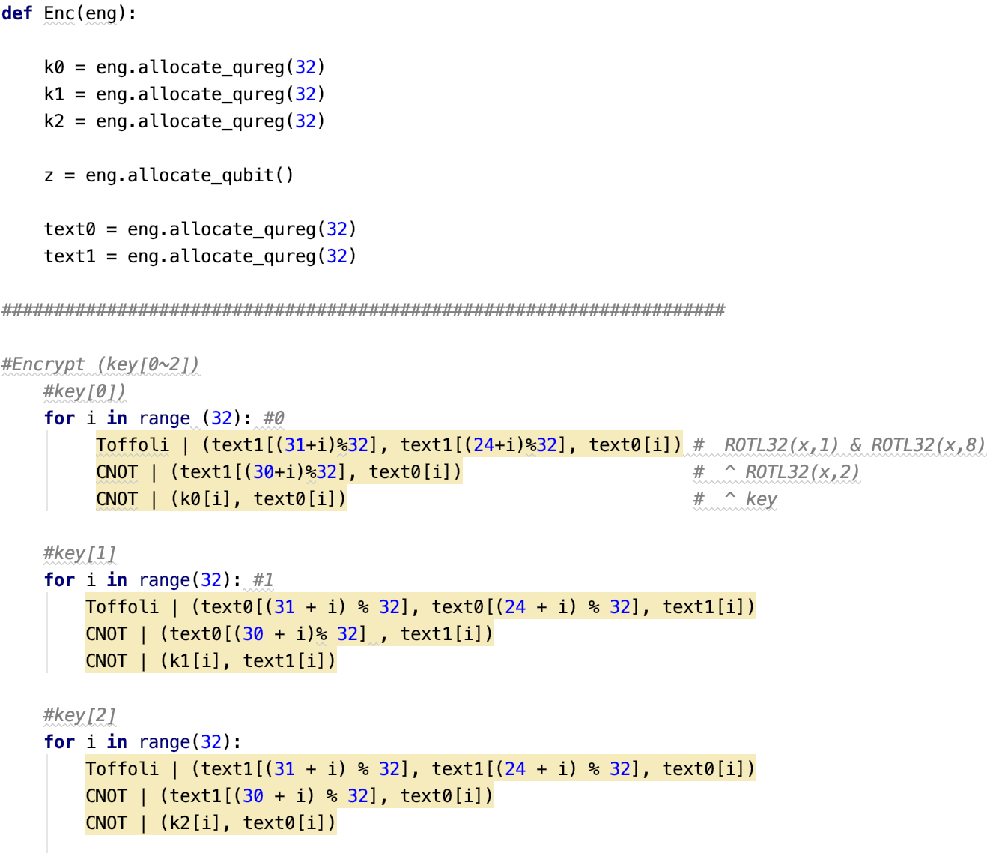 def Enc(eng):
k0 = eng.allocate_qureg(32)
k1 = eng.allocate_qureg(32)
k2 = eng.allocate_qureg(32)
z = eng.allocate_qubit()
text0 = eng.allocate_qureg(32)
text1 = eng.allocate_qureg(32)
#####################################################################
#Encrypt (key[0~2])
#key[0])
for i in range (32): #0
Toffoli | (text1[(31+i)%32], text1[(24+i)%32], text0[i]) #  ROTL32(x,1) & ROTL32(x,8)
CNOT | (text1[(30+i)%32], text0[i])                      #  ^ ROTL32(x,2)
CNOT | (k0[i], text0[i])                                 #  ^ key
#key[1]
for i in range(32): #1
Toffoli | (text0[(31 + i) % 32], text0[(24 + i) % 32], text1[i])
CNOT | (text0[(30 + i)% 32] , text1[i])
CNOT | (k1[i], text1[i])
#key[2]
for i in range(32):
Toffoli | (text1[(31 + i) % 32], text1[(24 + i) % 32], text0[i])
CNOT | (text1[(30 + i) % 32], text0[i])
CNOT | (k2[i], text0[i])